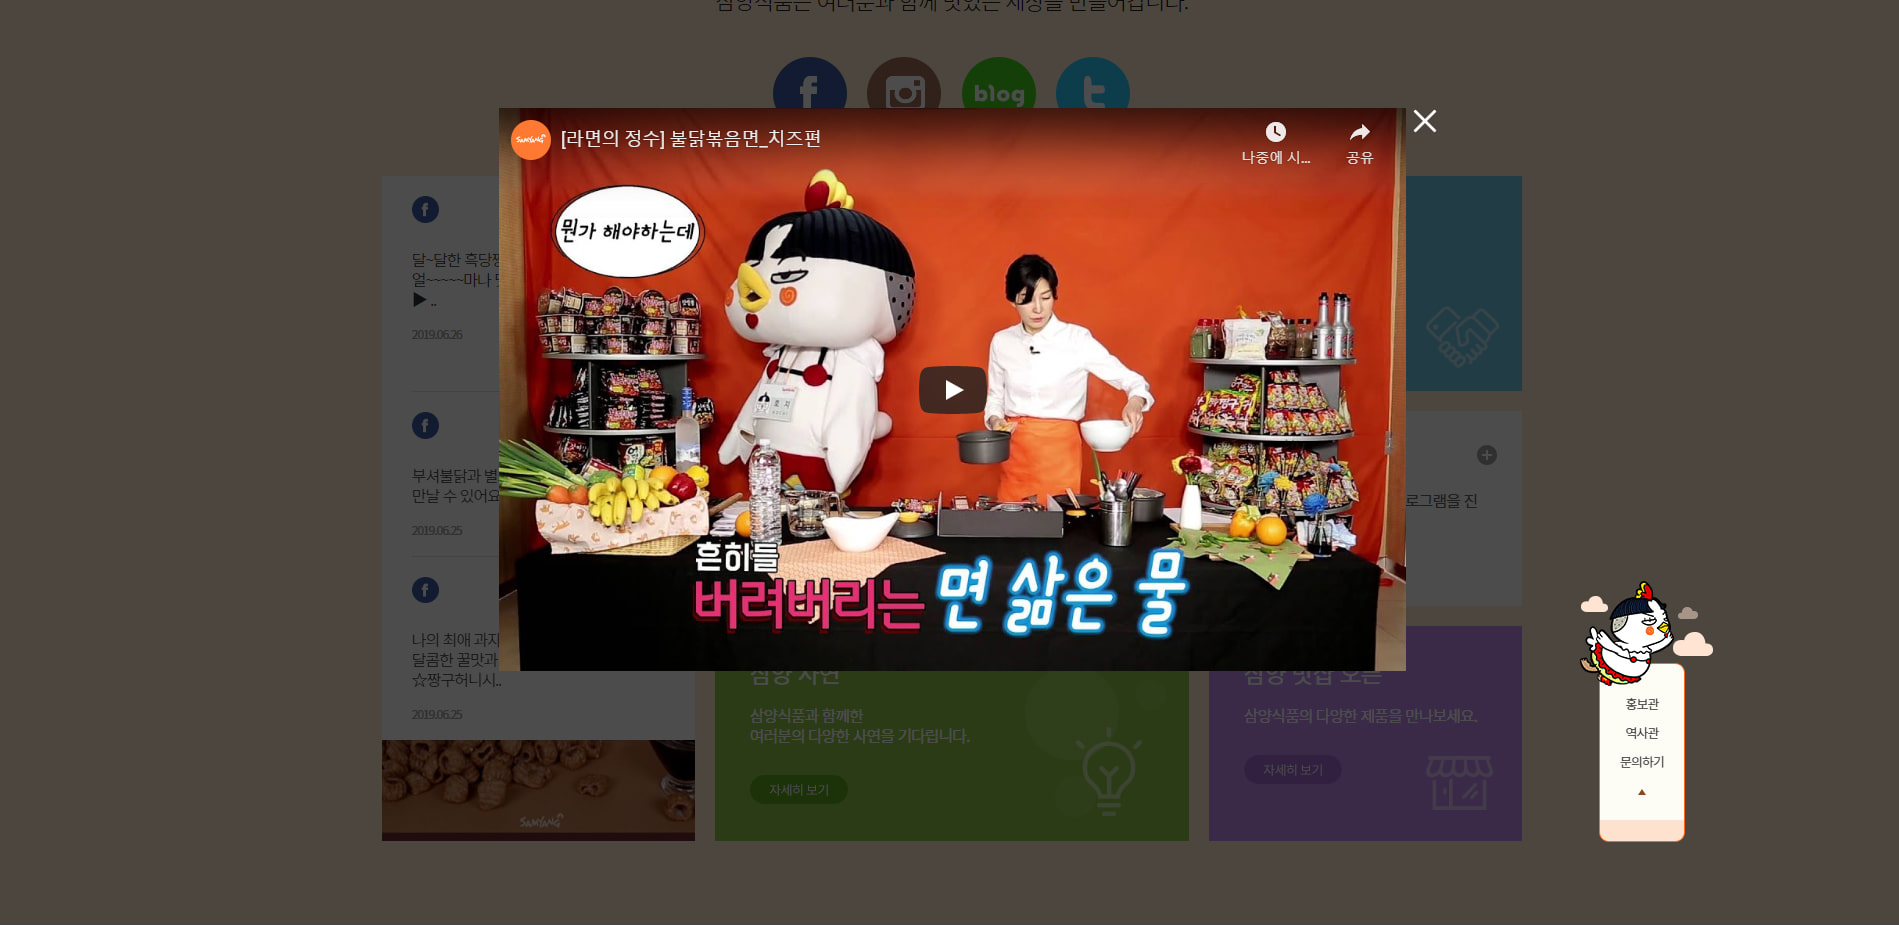 삼양식품은 여러분과 함께 맛있는 세상을 만들어갑니다.
f
blog
t
SAMYANG
[라면의 정수] 불닭볶음면_치즈편
나중에 시...
공유
뭔가 해야하는데
호치
흔히들
버려버리는 면 삶은 물
f
달~달한 흑당짱
얼~~~~~마나
▶ ..
2019.06.26
f
부셔불닭과 별
만날 수 있어요
2019.06.25
f
나의 최애 과자
달콤한 꿀맛과
☆짱구허니시..
2019.06.25
SAMYANG
로그램을 진
삼양 사연
삼양식품과 함께한
여러분의 다양한 사연을 기다립니다.
자세히 보기
삼양 맛집 오픈
삼양식품의 다양한 제품을 만나보세요.
자세히 보기
홍보관
역사관
문의하기